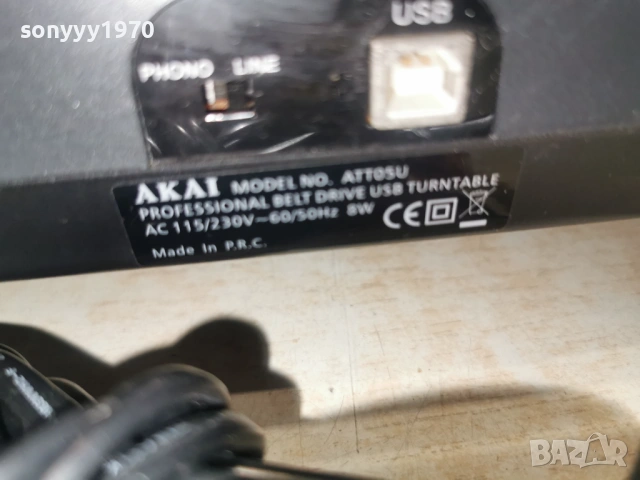 sonyyy1970
USB
PHONO LINE
AKAI MODEL NO. ATT05U
PROFESSIONAL BELT DRIVE USB TURNTABLE
AC 115/230V~60/50Hz 8W
CE
Made In P.R.C.
BAZAR